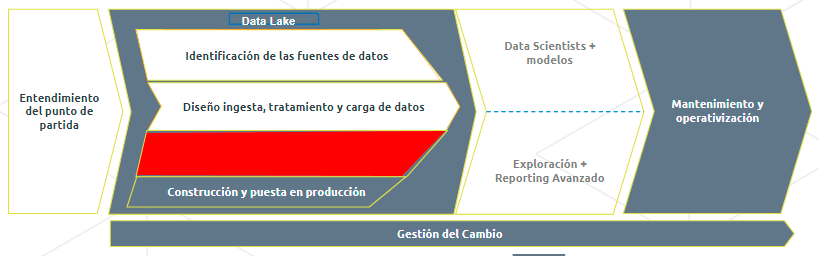 Data Lake
Entendimiento
del punto de
partida
Identificación de las fuentes de datos
Diseño ingesta, tratamiento y carga de datos
Construcción y puesta en producción
Data Scientists +
modelos
Exploración +
Reporting Avanzado
Mantenimiento y
operativización
Gestión del Cambio